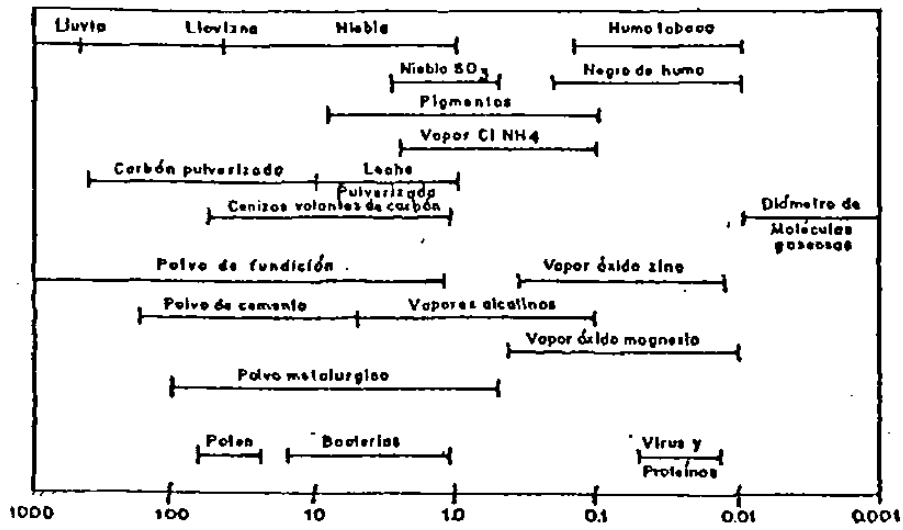 Lluvia Llovizna Niebla Humo tabaco
Niebla SO3 Negro de humo
Pigmentos
Vapor Cl NH4
Carbón pulverizado Leche
Pulverizada
Cenizas volantes de carbón Diámetro de
Moléculas
gaseosas
Polvo de fundición Vapor óxido zinc
Polvo de cemento Vapores alcalinos
Vapor óxido magnesio
Polvo metalurgico
Polen Bacterias Virus y
Proteínas
1000 100 10 1.0 0.1 0.01 0.001